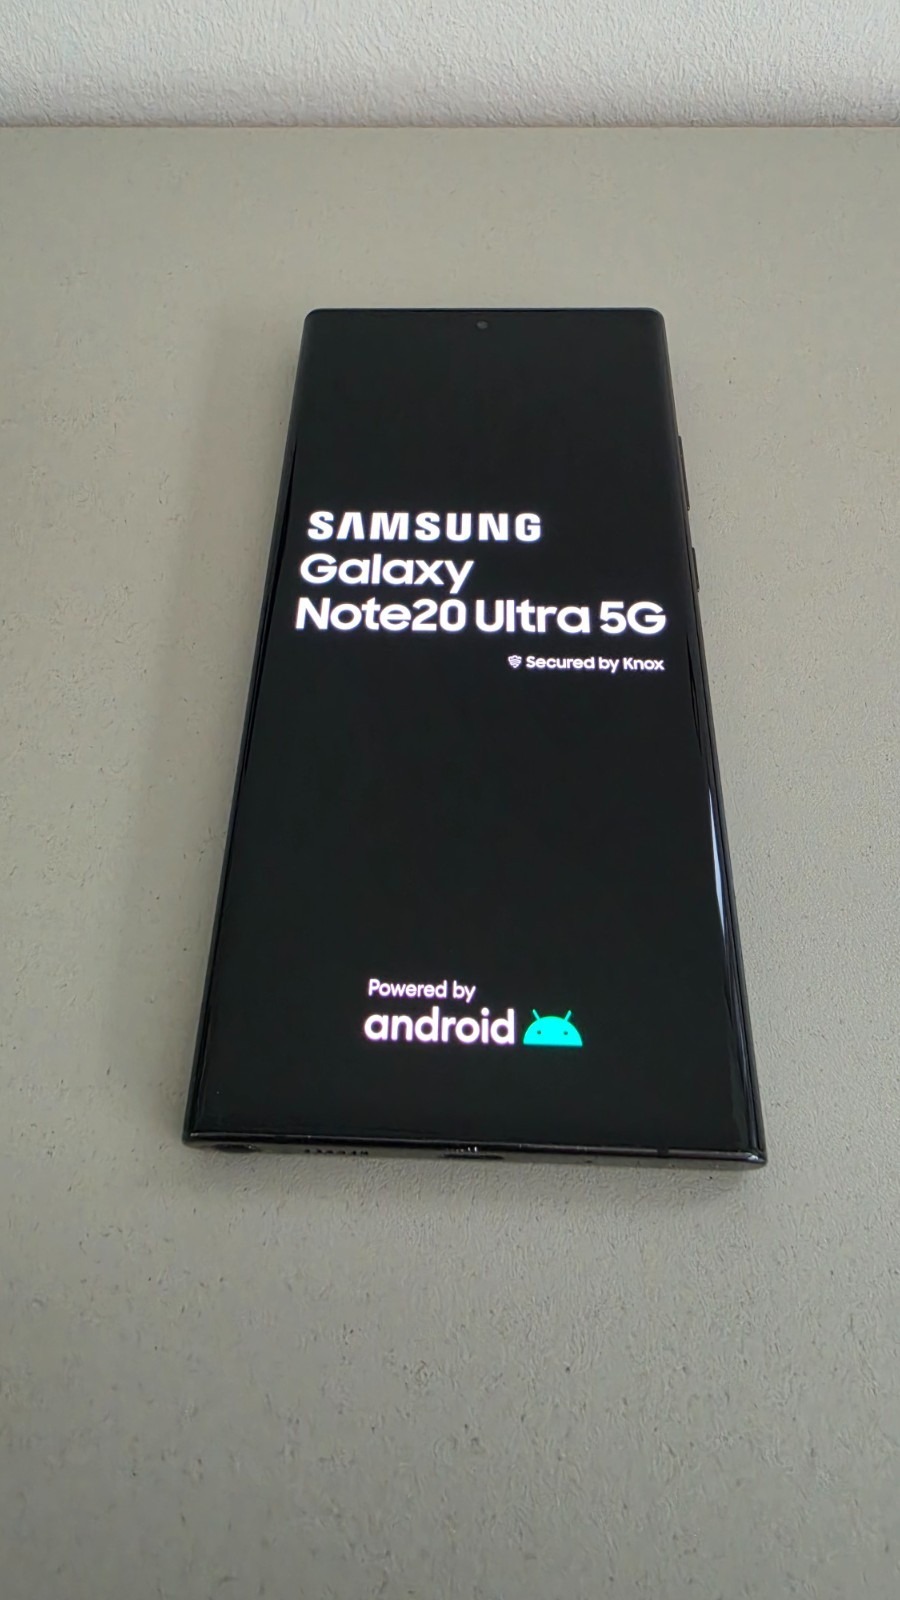 SAMSUNG
Galaxy
Note20 Ultra 5G
Secured by Knox
Powered by
android